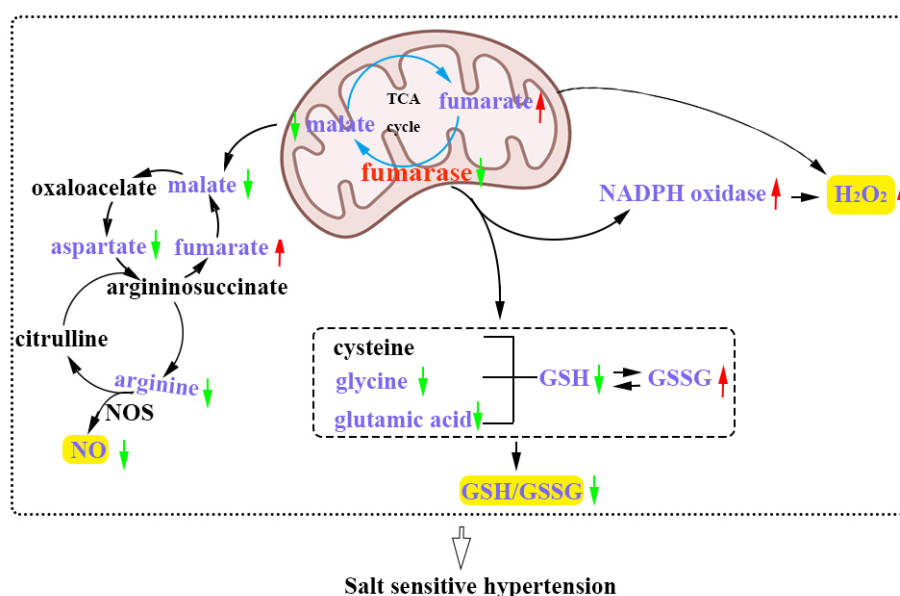 TCA
fumarate
malate
cycle
fumarase
oxaloacelate
malate
NADPH oxidase
H₂O₂
aspartate
fumarate
argininosuccinate
citrulline
cysteine
arginine
glycine
GSH
GSSG
NOS
glutamic acid
NO
GSH/GSSG
Salt sensitive hypertension